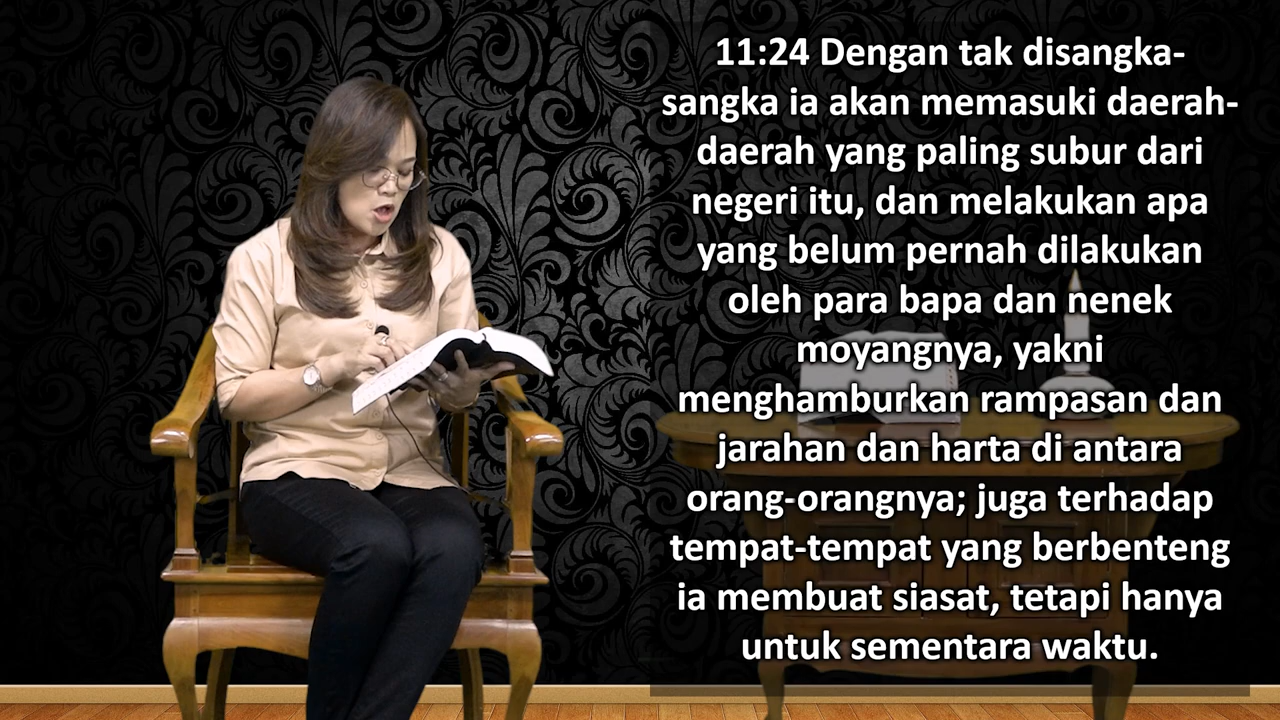 11:24 Dengan tak disangka-
sangka ia akan memasuki daerah-
daerah yang paling subur dari
negeri itu, dan melakukan apa
yang belum pernah dilakukan
oleh para bapa dan nenek
moyangnya, yakni
menghamburkan rampasan dan
jarahan dan harta di antara
orang-orangnya; juga terhadap
tempat-tempat yang berbenteng
ia membuat siasat, tetapi hanya
untuk sementara waktu.